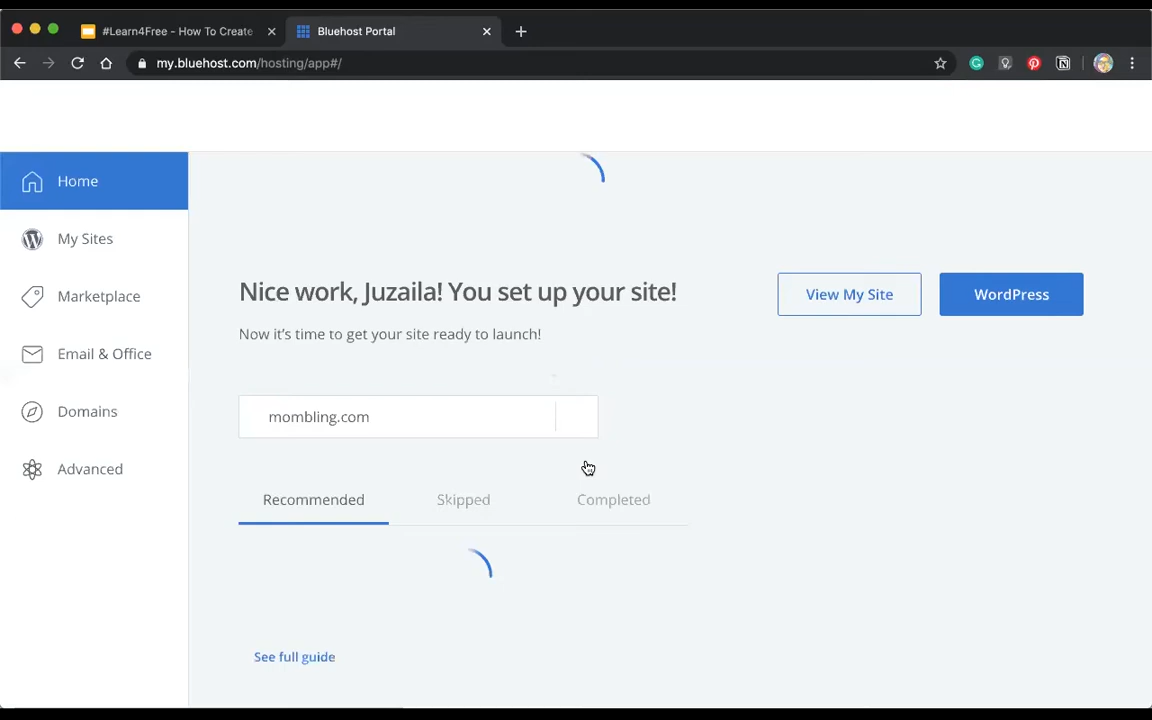 #Learn4Free - How To Create
Bluehost Portal
my.bluehost.com/hosting/app#/
Home
My Sites
Marketplace
Email & Office
Domains
Advanced
Nice work, Juzaila! You set up your site!
Now it's time to get your site ready to launch!
View My Site
WordPress
mombling.com
Recommended
Skipped
Completed
See full guide